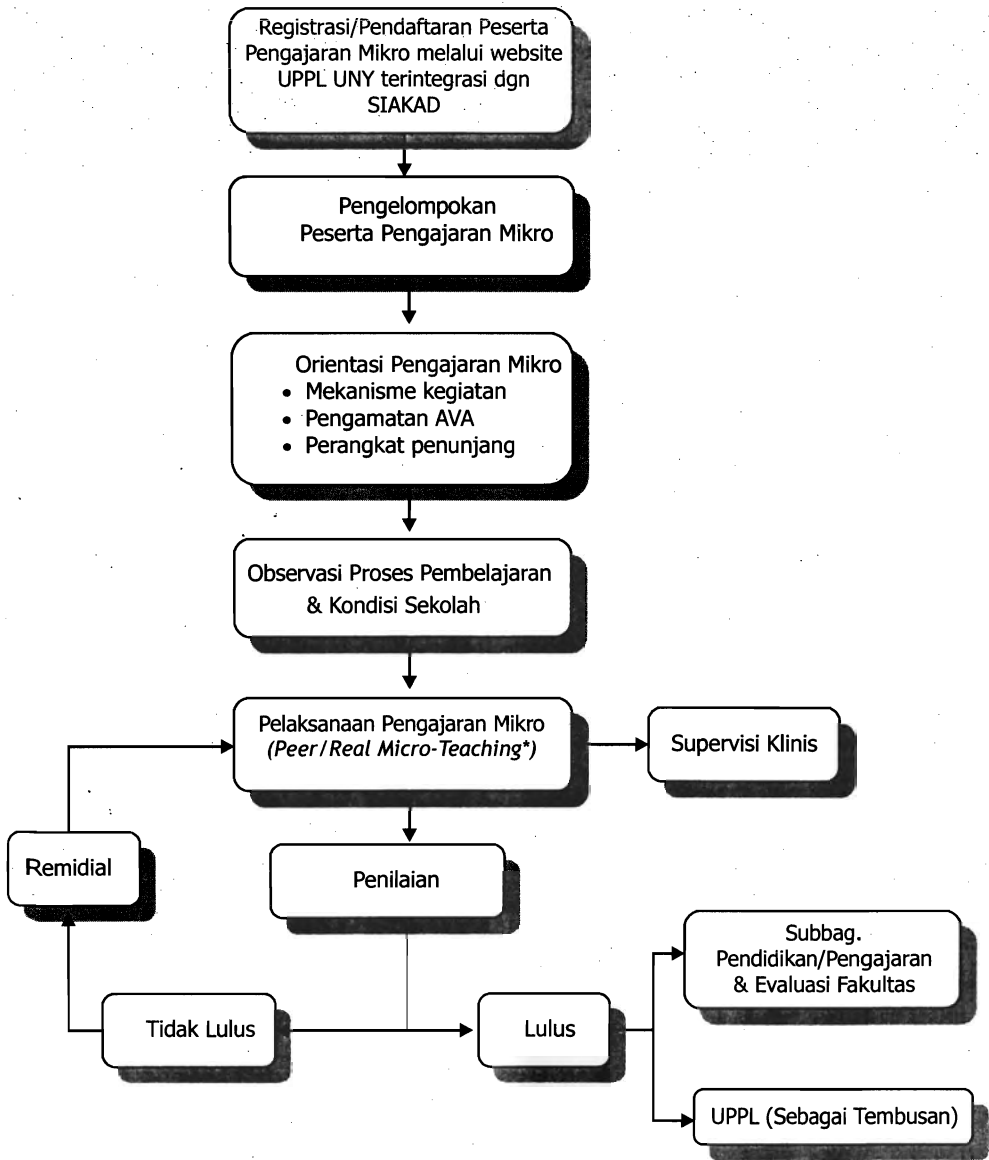 Registrasi/Pendaftaran Peserta
Pengajaran Mikro melalui website
UPPL UNY terintegrasi dgn
SIAKAD
Pengelompokan
Peserta Pengajaran Mikro
Orientasi Pengajaran Mikro
• Mekanisme kegiatan
• Pengamatan AVA
• Perangkat penunjang
Observasi Proses Pembelajaran
& Kondisi Sekolah
Pelaksanaan Pengajaran Mikro
(Peer/Real Micro-Teaching*)
Supervisi Klinis
Remidial
Penilaian
Subbag.
Pendidikan/Pengajaran
& Evaluasi Fakultas
Tidak Lulus
Lulus
UPPL (Sebagai Tembusan)